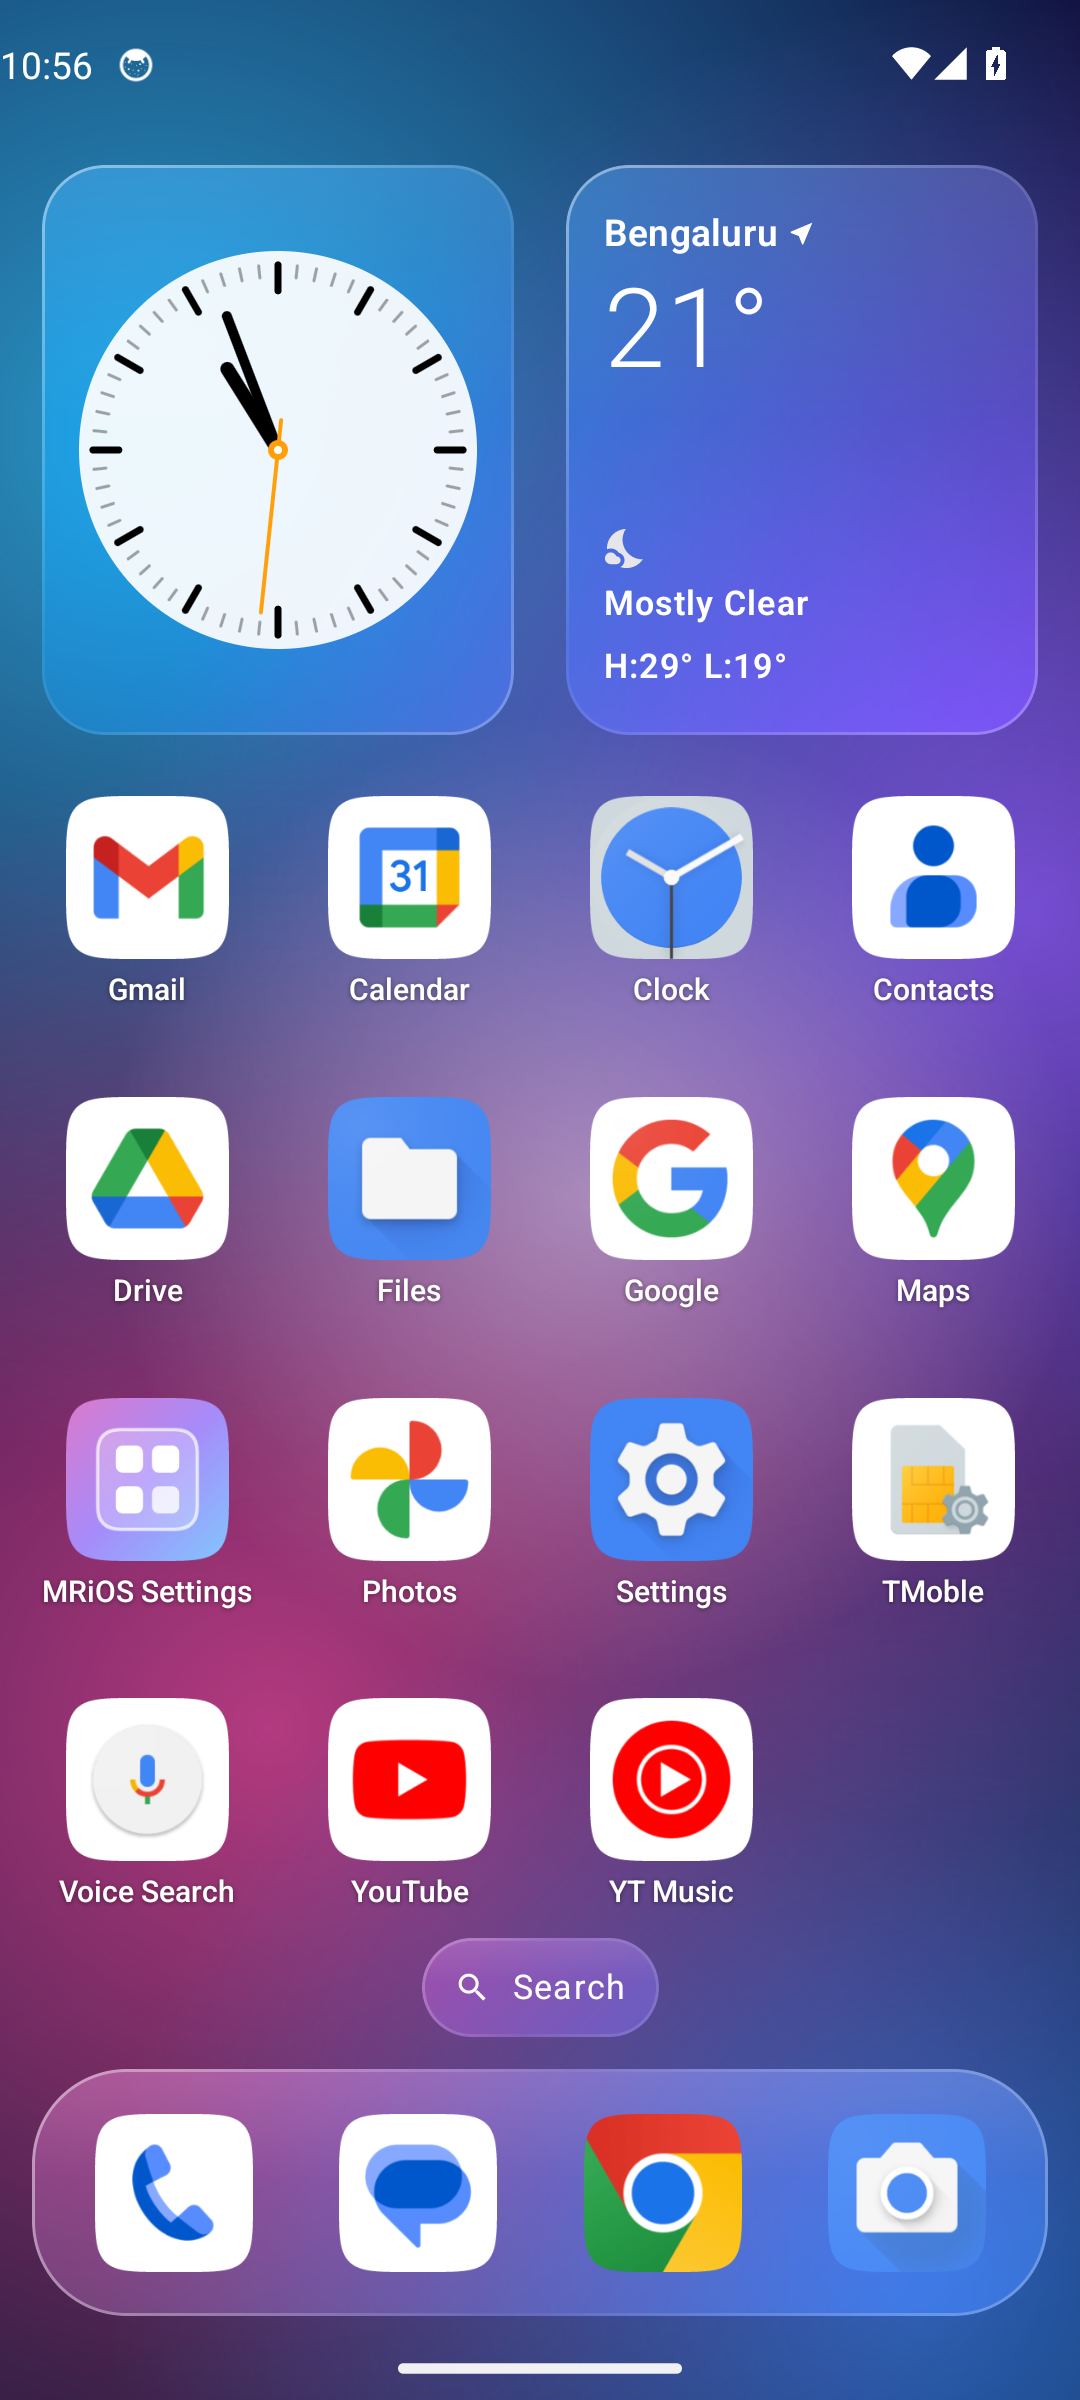 10:56
Bengaluru
21°
Mostly Clear
H:29° L:19°
31
Gmail Calendar Clock Contacts
Drive Files Google Maps
MRiOS Settings Photos Settings TMoble
Voice Search YouTube YT Music
Search